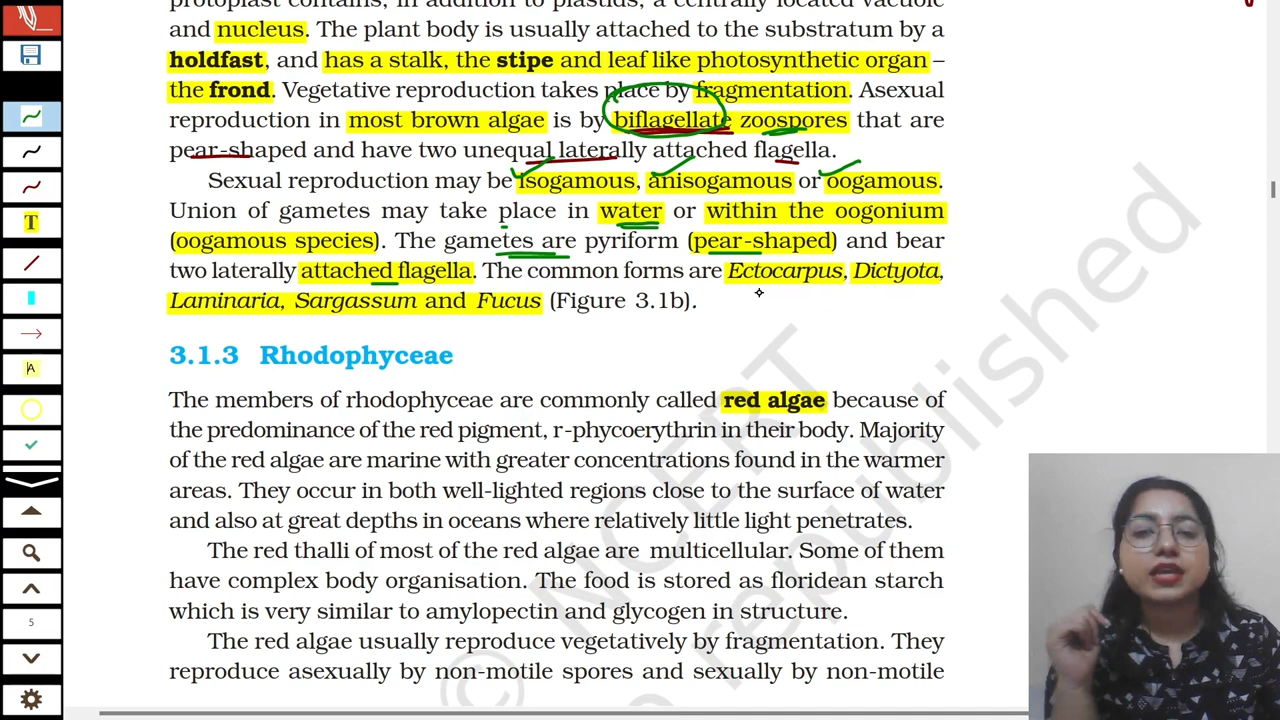 protoplast contains, in addition to plastids, a centrally located vacuole
and nucleus. The plant body is usually attached to the substratum by a
holdfast, and has a stalk, the stipe and leaf like photosynthetic organ –
the frond. Vegetative reproduction takes place by fragmentation. Asexual
reproduction in most brown algae is by biflagellate zoospores that are
pear-shaped and have two unequal laterally attached flagella.
Sexual reproduction may be isogamous, anisogamous or oogamous.
Union of gametes may take place in water or within the oogonium
(oogamous species). The gametes are pyriform (pear-shaped) and bear
two laterally attached flagella. The common forms are Ectocarpus, Dictyota,
Laminaria, Sargassum and Fucus (Figure 3.1b).
3.1.3 Rhodophyceae
The members of rhodophyceae are commonly called red algae because of
the predominance of the red pigment, r-phycoerythrin in their body. Majority
of the red algae are marine with greater concentrations found in the warmer
areas. They occur in both well-lighted regions close to the surface of water
and also at great depths in oceans where relatively little light penetrates.
The red thalli of most of the red algae are multicellular. Some of them
have complex body organisation. The food is stored as floridean starch
which is very similar to amylopectin and glycogen in structure.
The red algae usually reproduce vegetatively by fragmentation. They
reproduce asexually by non-motile spores and sexually by non-motile
© NCERT
republished
T
A
5